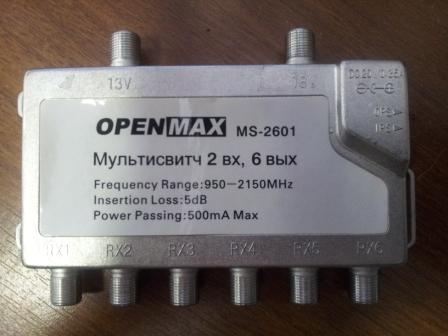 13V
OPENMAX MS-2601
Мультисвитч 2 вх, 6 вых
Frequency Range:950-2150MHz
Insertion Loss:5dB
Power Passing:500mA Max
RX1 RX2 RX3 RX4 RX5 RX6